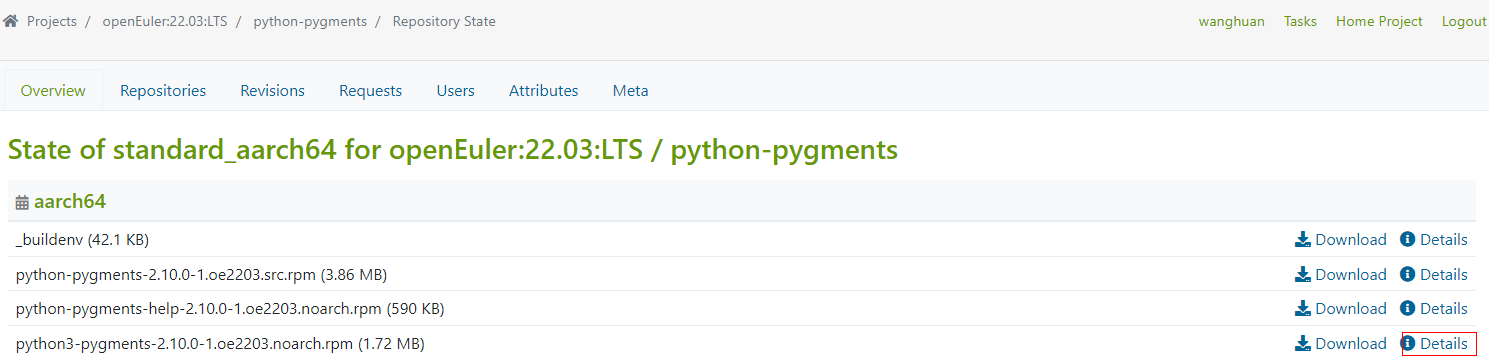 Projects / openEuler:22.03:LTS / python-pygments / Repository State
wanghuan Tasks Home Project Logout
Overview Repositories Revisions Requests Users Attributes Meta
State of standard_aarch64 for openEuler:22.03:LTS / python-pygments
aarch64
_buildenv (42.1 KB) Download Details
python-pygments-2.10.0-1.oe2203.src.rpm (3.86 MB) Download Details
python-pygments-help-2.10.0-1.oe2203.noarch.rpm (590 KB) Download Details
python3-pygments-2.10.0-1.oe2203.noarch.rpm (1.72 MB) Download Details